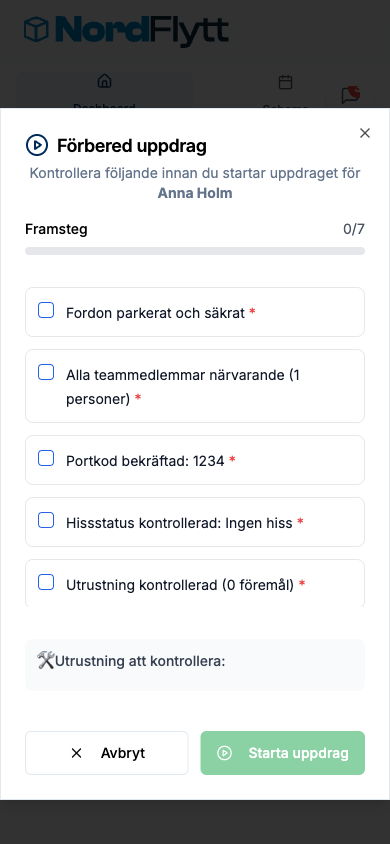 NordFlytt
Dashboard
Schema
Förbered uppdrag
Kontrollera följande innan du startar uppdraget för
Anna Holm
Framsteg 0/7
Fordon parkerat och säkrat *
Alla teammedlemmar närvarande (1
personer) *
Portkod bekräftad: 1234 *
Hissstatus kontrollerad: Ingen hiss *
Utrustning kontrollerad (0 föremål) *
🛠️Utrustning att kontrollera:
Avbryt Starta uppdrag